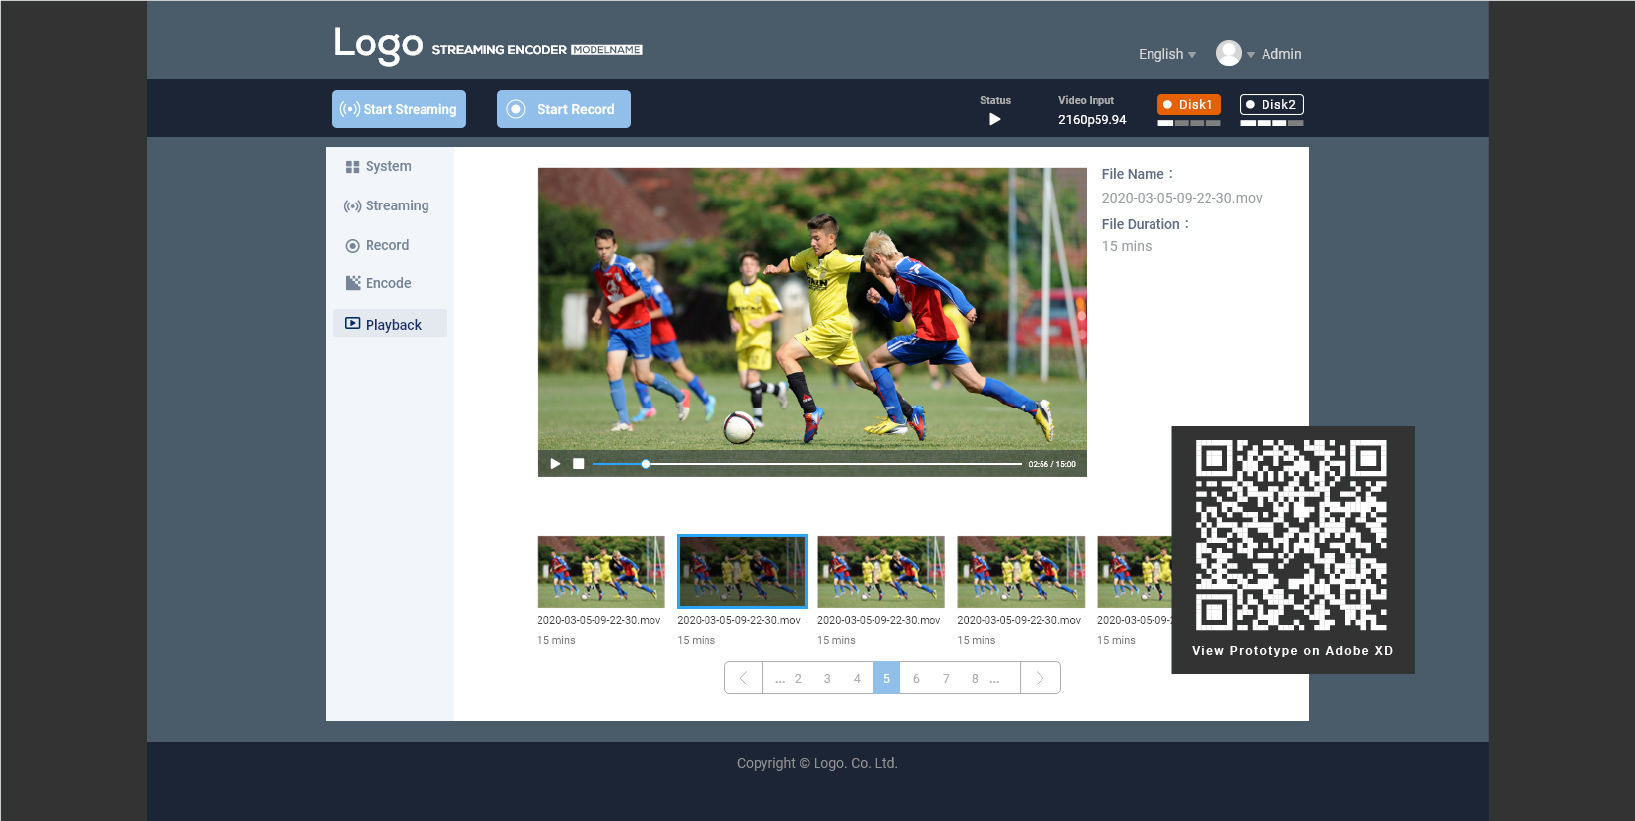 Logo STREAMING ENCODER MODELNAME
English Admin
Start Streaming
Start Record
Status
Video Input
2160p59.94
Disk1
Disk2
System
Streaming
Record
Encode
Playback
File Name :
2020-03-05-09-22-30.mov
File Duration :
15 mins
02:56 / 15:00
2020-03-05-09-22-30.mov
15 mins
2020-03-05-09-22-30.mov
15 mins
2020-03-05-09-22-30.mov
15 mins
2020-03-05-09-22-30.mov
15 mins
2020-03-05-09-22-
15 mins
View Prototype on Adobe XD
... 2 3 4 5 6 7 8 ...
Copyright © Logo. Co. Ltd.